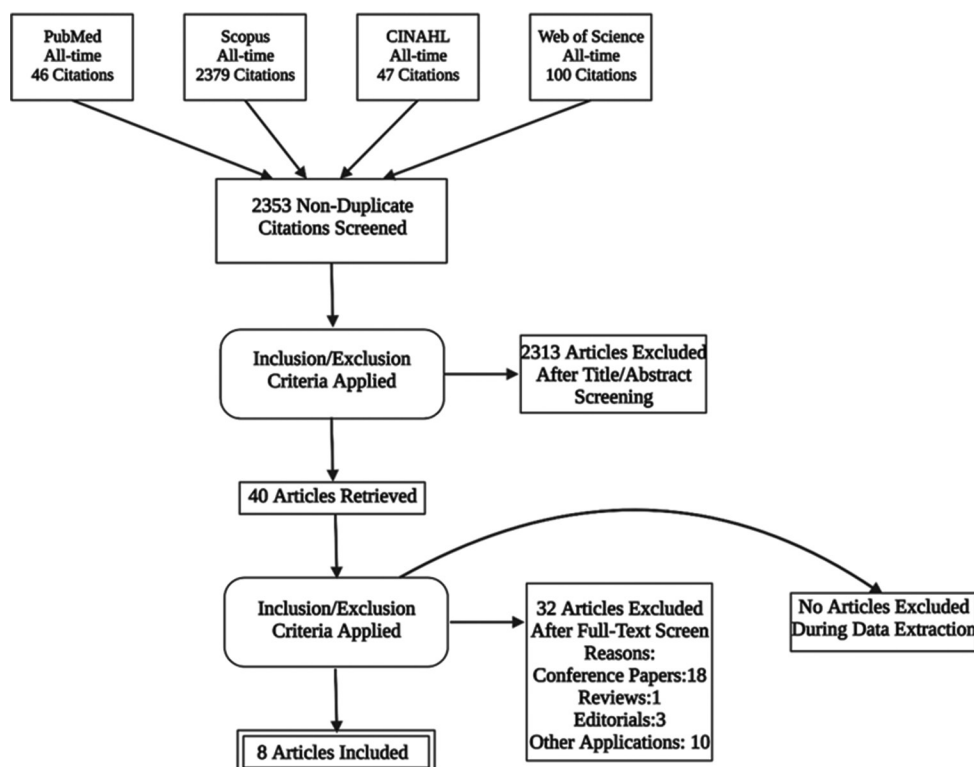 PubMed
All-time
46 Citations
Scopus
All-time
2379 Citations
CINAHL
All-time
47 Citations
Web of Science
All-time
100 Citations
2353 Non-Duplicate
Citations Screened
Inclusion/Exclusion
Criteria Applied
2313 Articles Excluded
After Title/Abstract
Screening
40 Articles Retrieved
Inclusion/Exclusion
Criteria Applied
32 Articles Excluded
After Full-Text Screen
Reasons:
Conference Papers:18
Reviews:1
Editorials:3
Other Applications: 10
No Articles Excluded
During Data Extraction
8 Articles Included